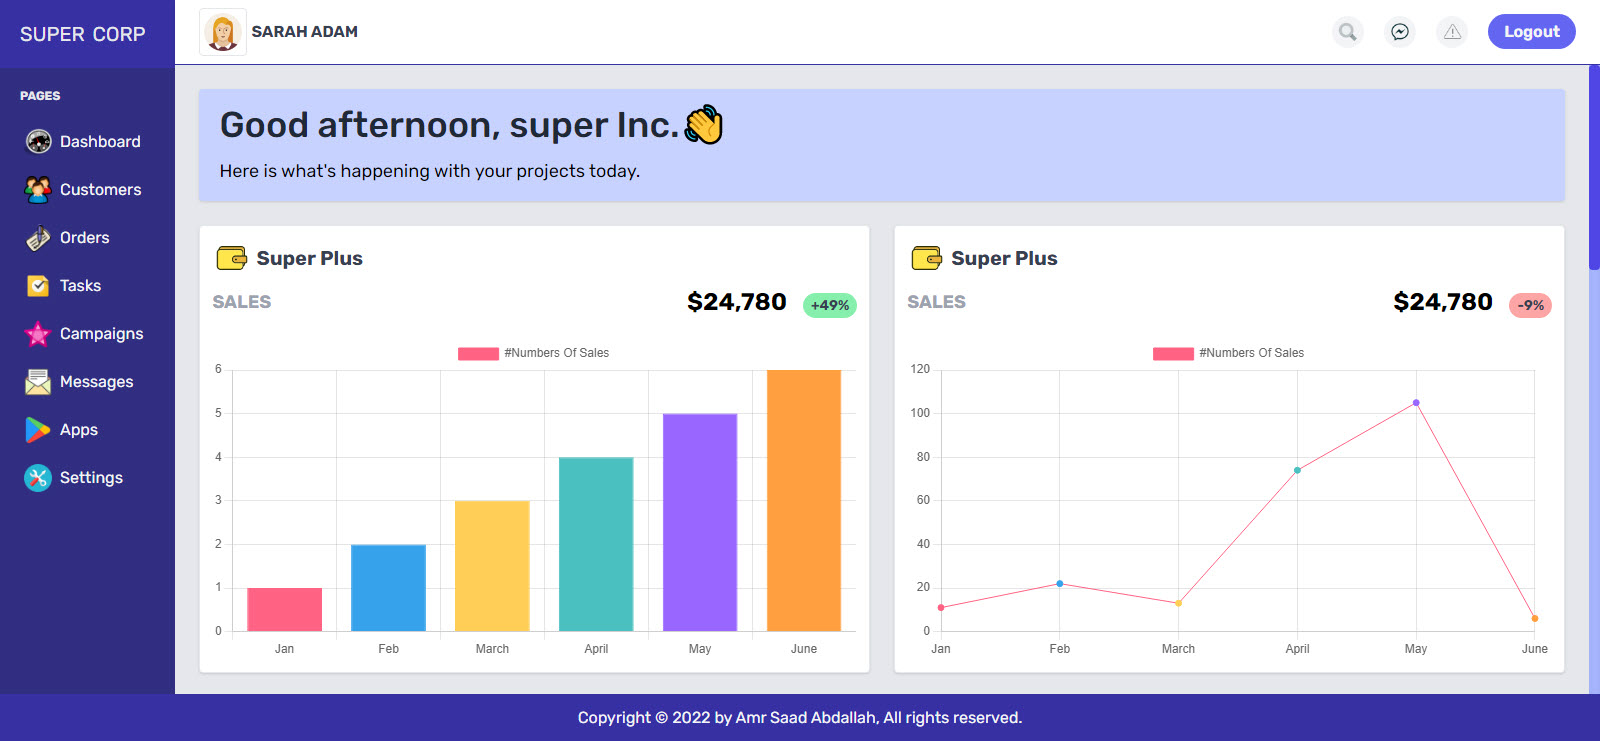 SUPER CORP
SARAH ADAM
Logout
PAGES
Dashboard
Customers
Orders
Tasks
Campaigns
Messages
Apps
Settings
Good afternoon, super Inc.
Here is what's happening with your projects today.
Super Plus
SALES
$24,780
+49%
#Numbers Of Sales
6
5
4
3
2
1
0
Jan Feb March April May June
Super Plus
SALES
$24,780
-9%
#Numbers Of Sales
120
100
80
60
40
20
0
Jan Feb March April May June
Copyright © 2022 by Amr Saad Abdallah, All rights reserved.